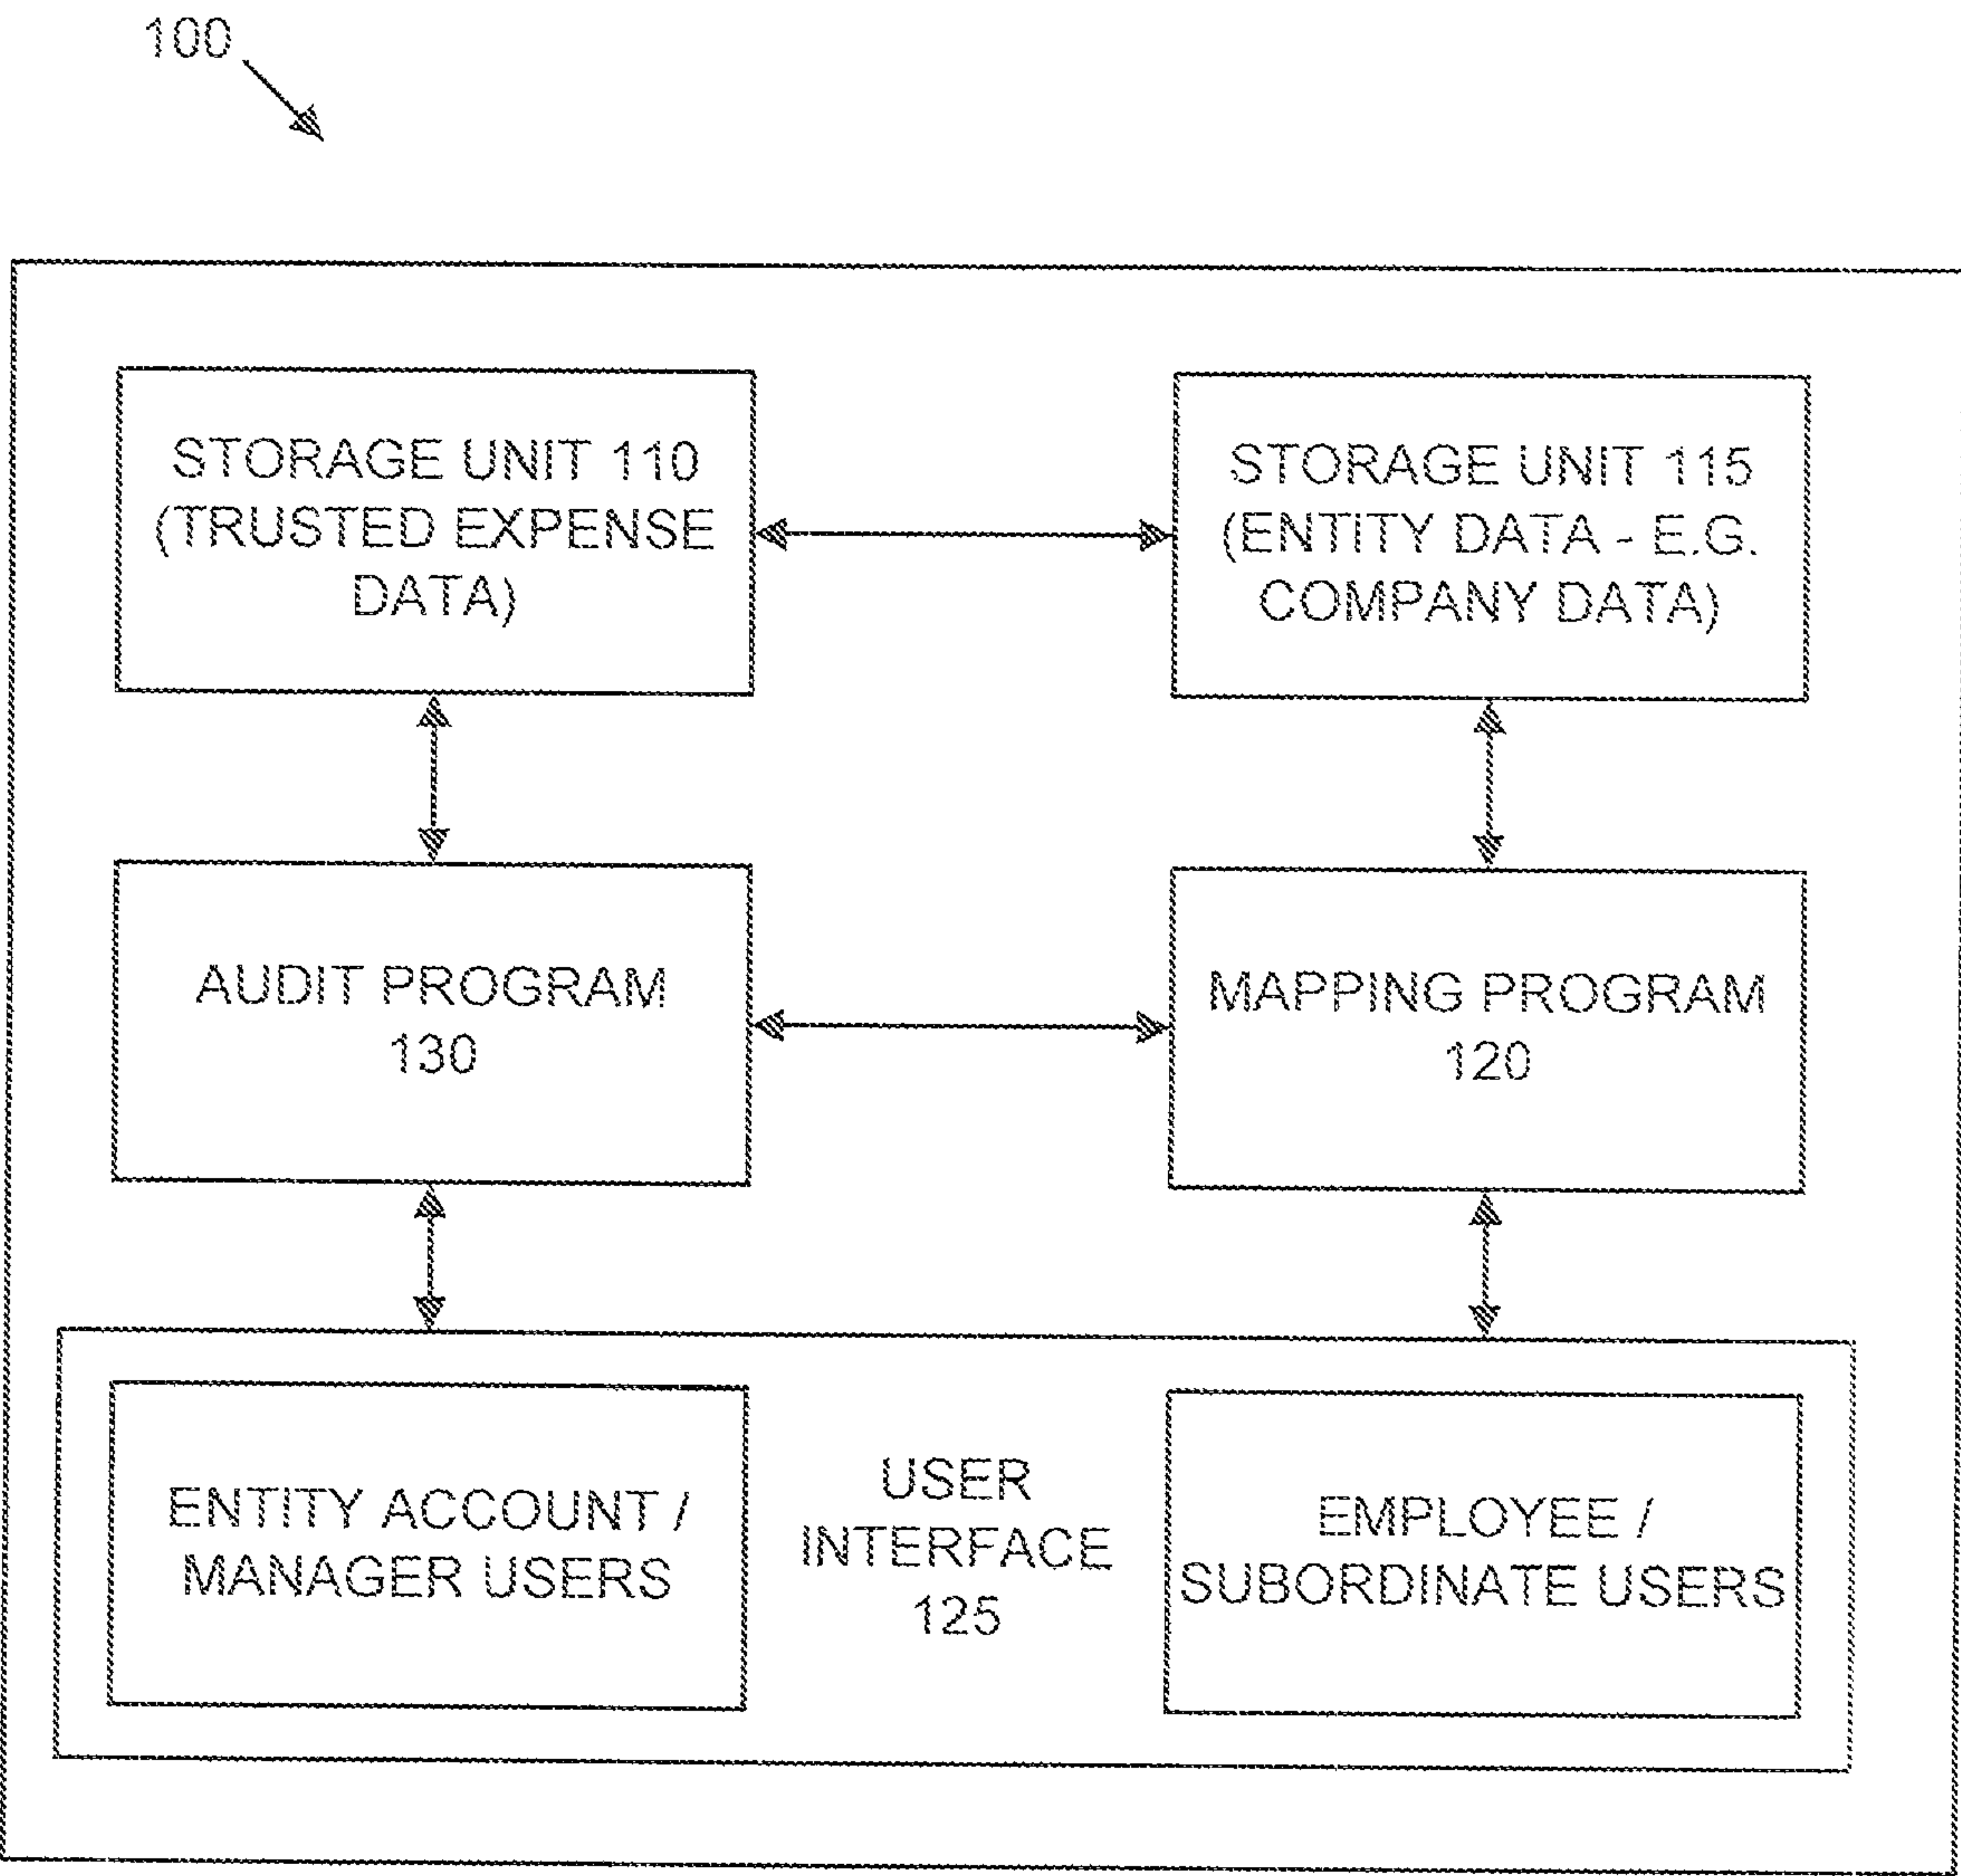 100
STORAGE UNIT 110
(TRUSTED EXPENSE
DATA)
STORAGE UNIT 115
(ENTITY DATA - E.G.
COMPANY DATA)
AUDIT PROGRAM
130
MAPPING PROGRAM
120
ENTITY ACCOUNT /
MANAGER USERS
USER
INTERFACE
125
EMPLOYEE /
SUBORDINATE USERS